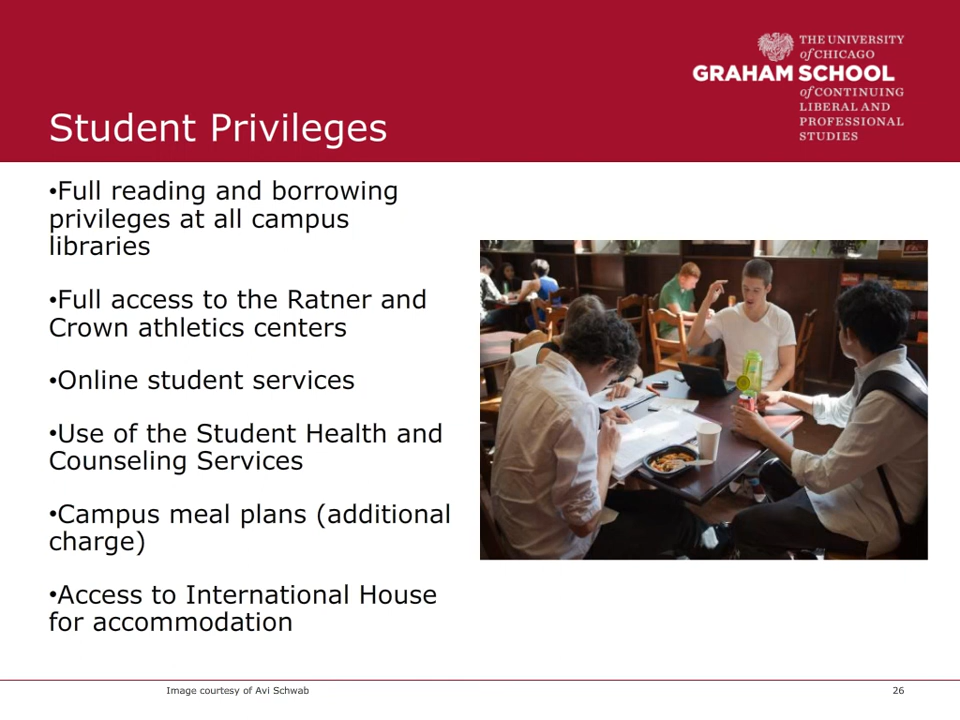 THE UNIVERSITY
of CHICAGO
GRAHAM SCHOOL
of CONTINUING
LIBERAL AND
PROFESSIONAL
STUDIES
Student Privileges
•Full reading and borrowing
privileges at all campus
libraries
•Full access to the Ratner and
Crown athletics centers
•Online student services
•Use of the Student Health and
Counseling Services
•Campus meal plans (additional
charge)
•Access to International House
for accommodation
Image courtesy of Avi Schwab
26